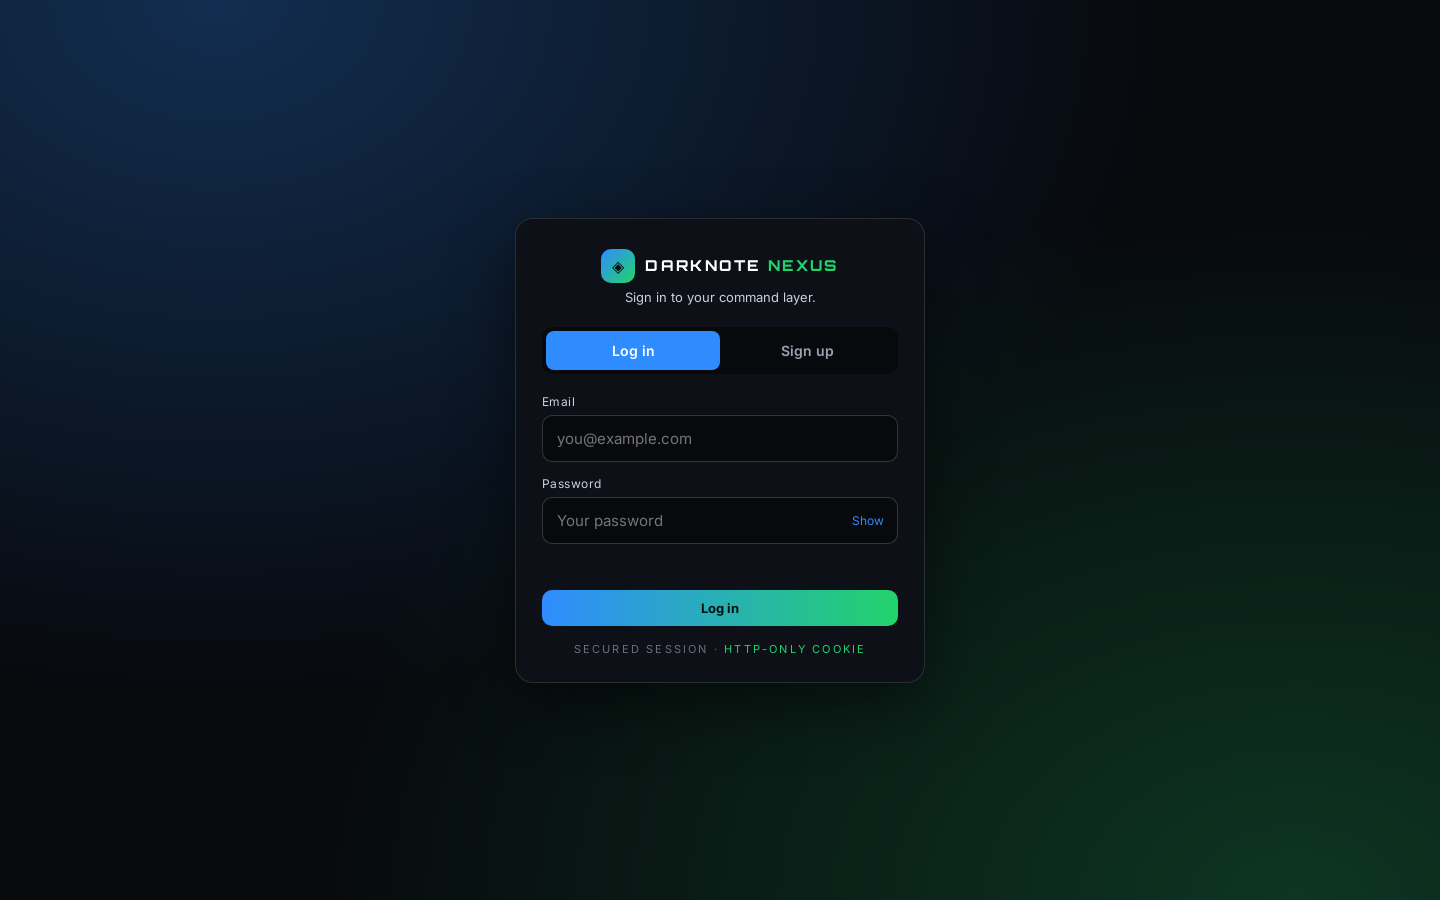 DARKNOTE NEXUS
Sign in to your command layer.
Log in Sign up
Email
you@example.com
Password
Your password Show
Log in
SECURED SESSION · HTTP-ONLY COOKIE